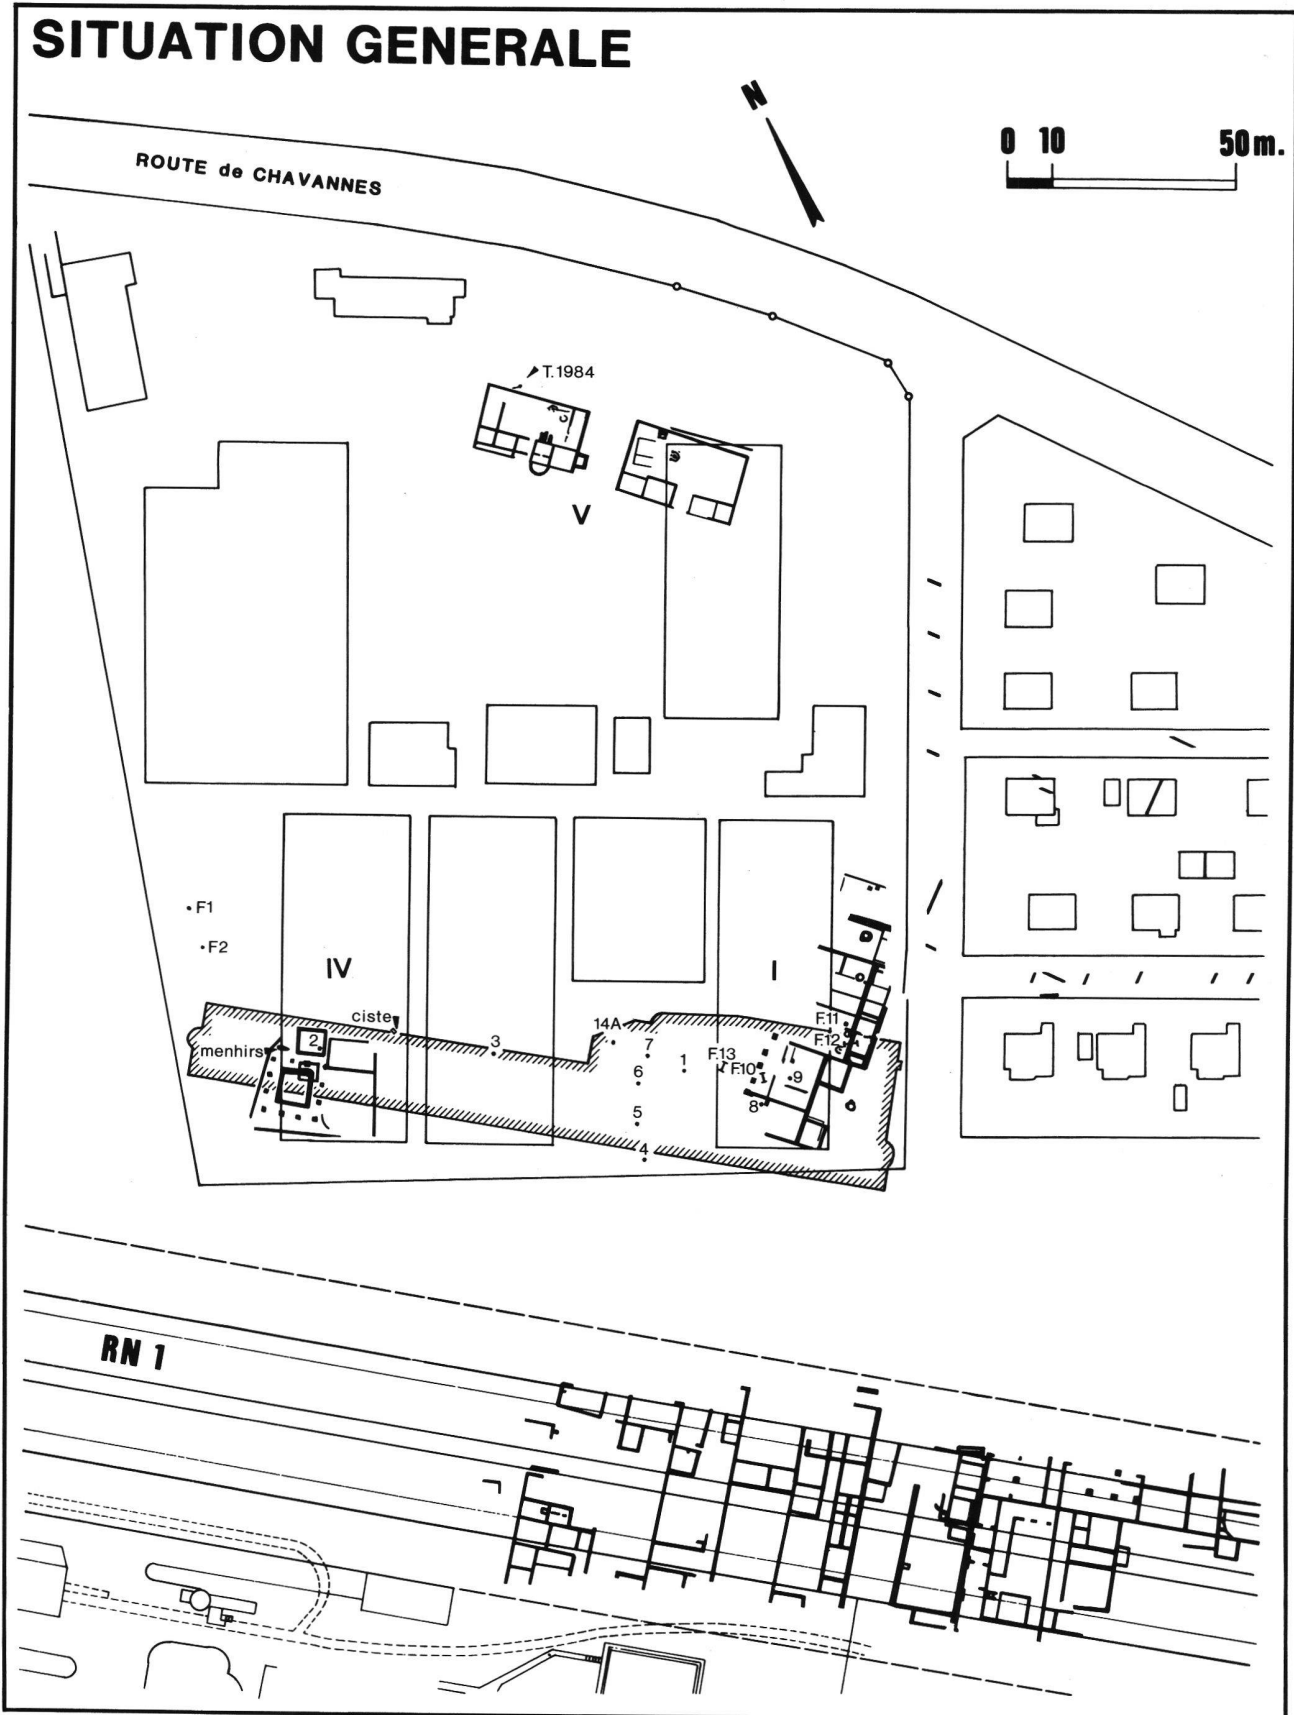 SITUATION GENERALE
N
0 10 50 m.
ROUTE de CHAVANNES
T.1984
V
F1
F2
IV
I
ciste
menhirs
2
3
14A
7
1
6
5
4
F.13
F.10
9
8
F.11
F.12
RN 1